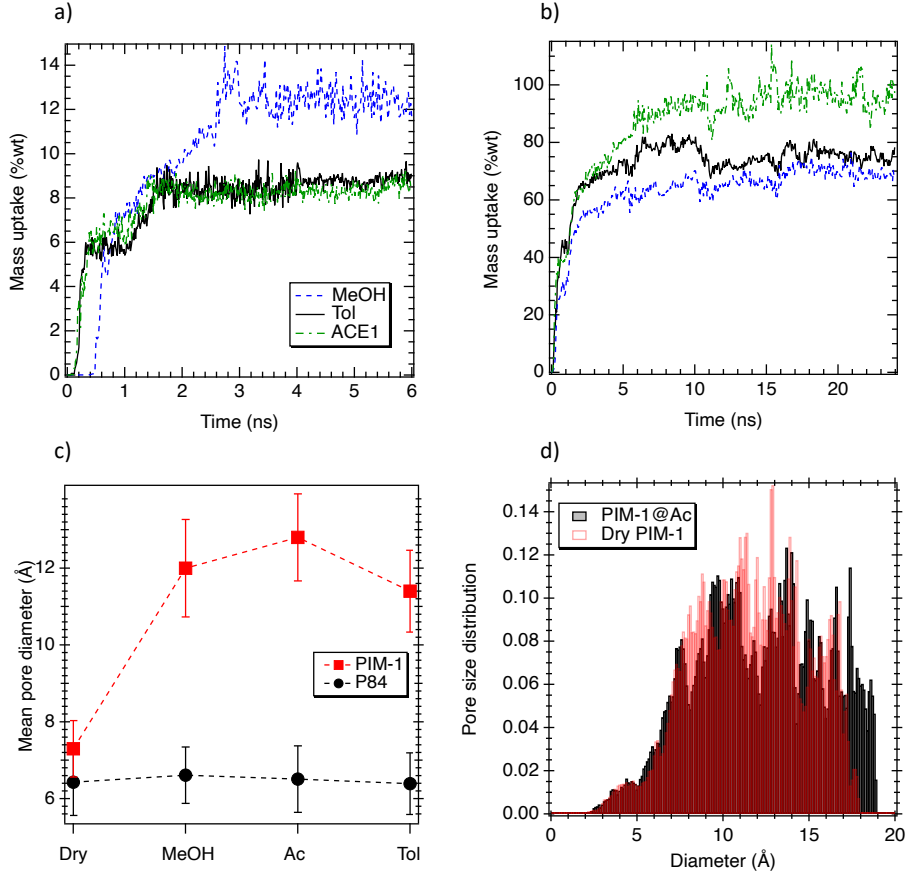 a)
Mass uptake (%wt)
14
12
10
8
6
4
2
0
MeOH
Tol
ACE1
0 1 2 3 4 5 6
Time (ns)
b)
Mass uptake (%wt)
100
80
60
40
20
0
0 5 10 15 20
Time (ns)
c)
Mean pore diameter (Å)
12
10
8
6
PIM-1
P84
Dry MeOH Ac Tol
d)
Pore size distribution
0.14
0.12
0.10
0.08
0.06
0.04
0.02
0.00
PIM-1@Ac
Dry PIM-1
0 5 10 15 20
Diameter (Å)